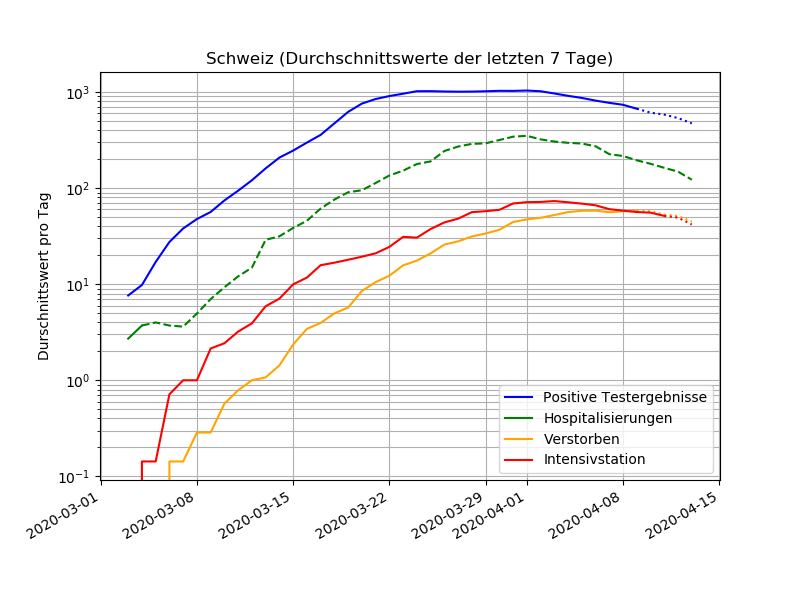 Schweiz (Durchschnittswerte der letzten 7 Tage)
Durschnittswert pro Tag
10³
10²
10¹
10⁰
10⁻¹
Positive Testergebnisse
Hospitalisierungen
Verstorben
Intensivstation
2020-03-01
2020-03-08
2020-03-15
2020-03-22
2020-03-29
2020-04-01
2020-04-08
2020-04-15